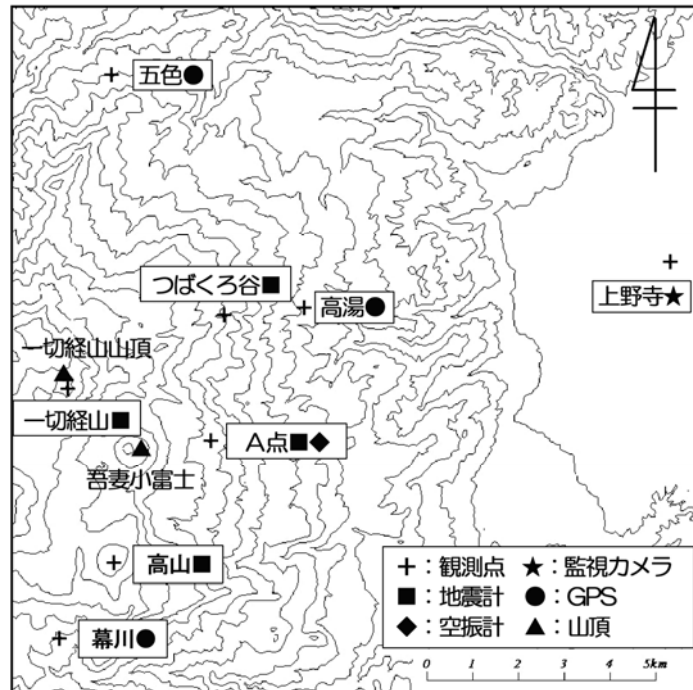 五色●
つばくろ谷■
高湯●
上野寺★
一切経山山頂
一切経山■
A点■◆
吾妻小富士
高山■
幕川●
+：観測点 ★：監視カメラ
■：地震計 ●：GPS
◆：空振計 ▲：山頂
0 1 2 3 4 5km